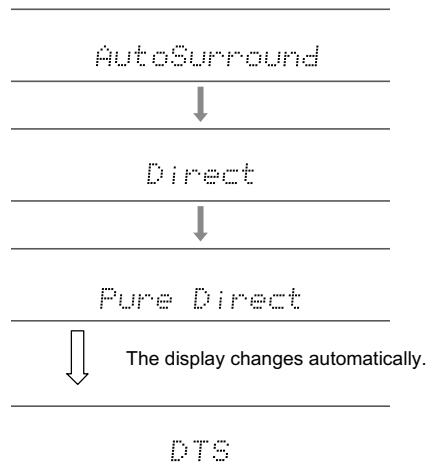 AutoSurround
Direct
Pure Direct
The display changes automatically.
DTS